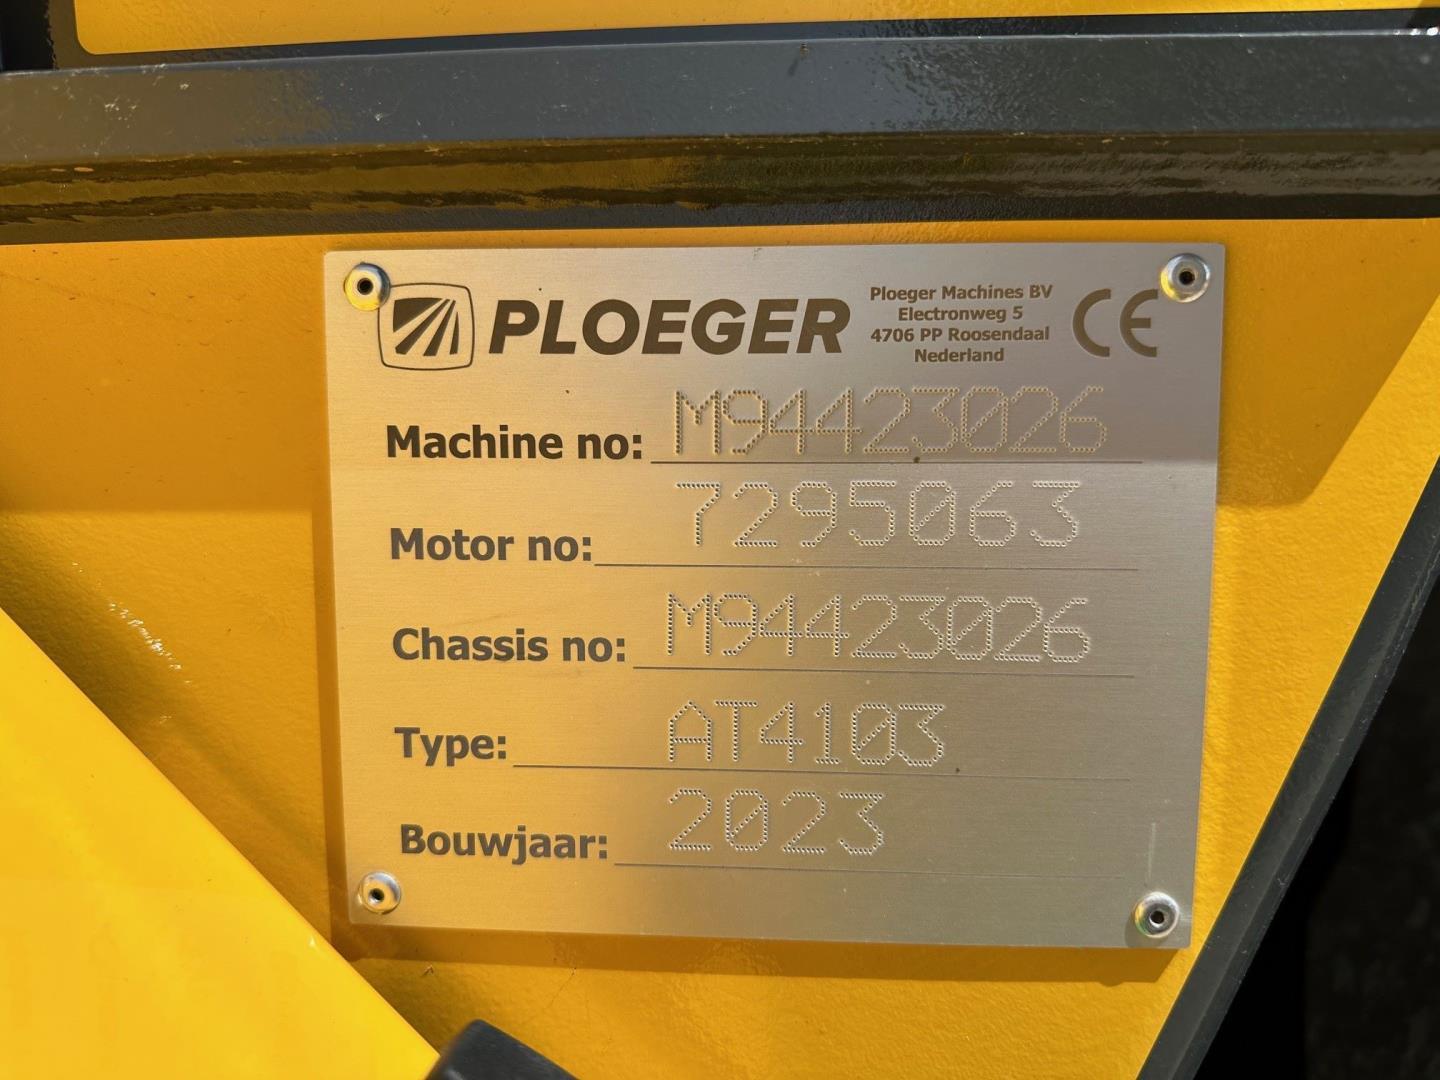 PLOEGER
Ploeger Machines BV
Electronweg 5
4706 PP Roosendaal
Nederland
CE
Machine no: M94423026
Motor no: 7295063
Chassis no: M94423026
Type: AT4103
Bouwjaar: 2023